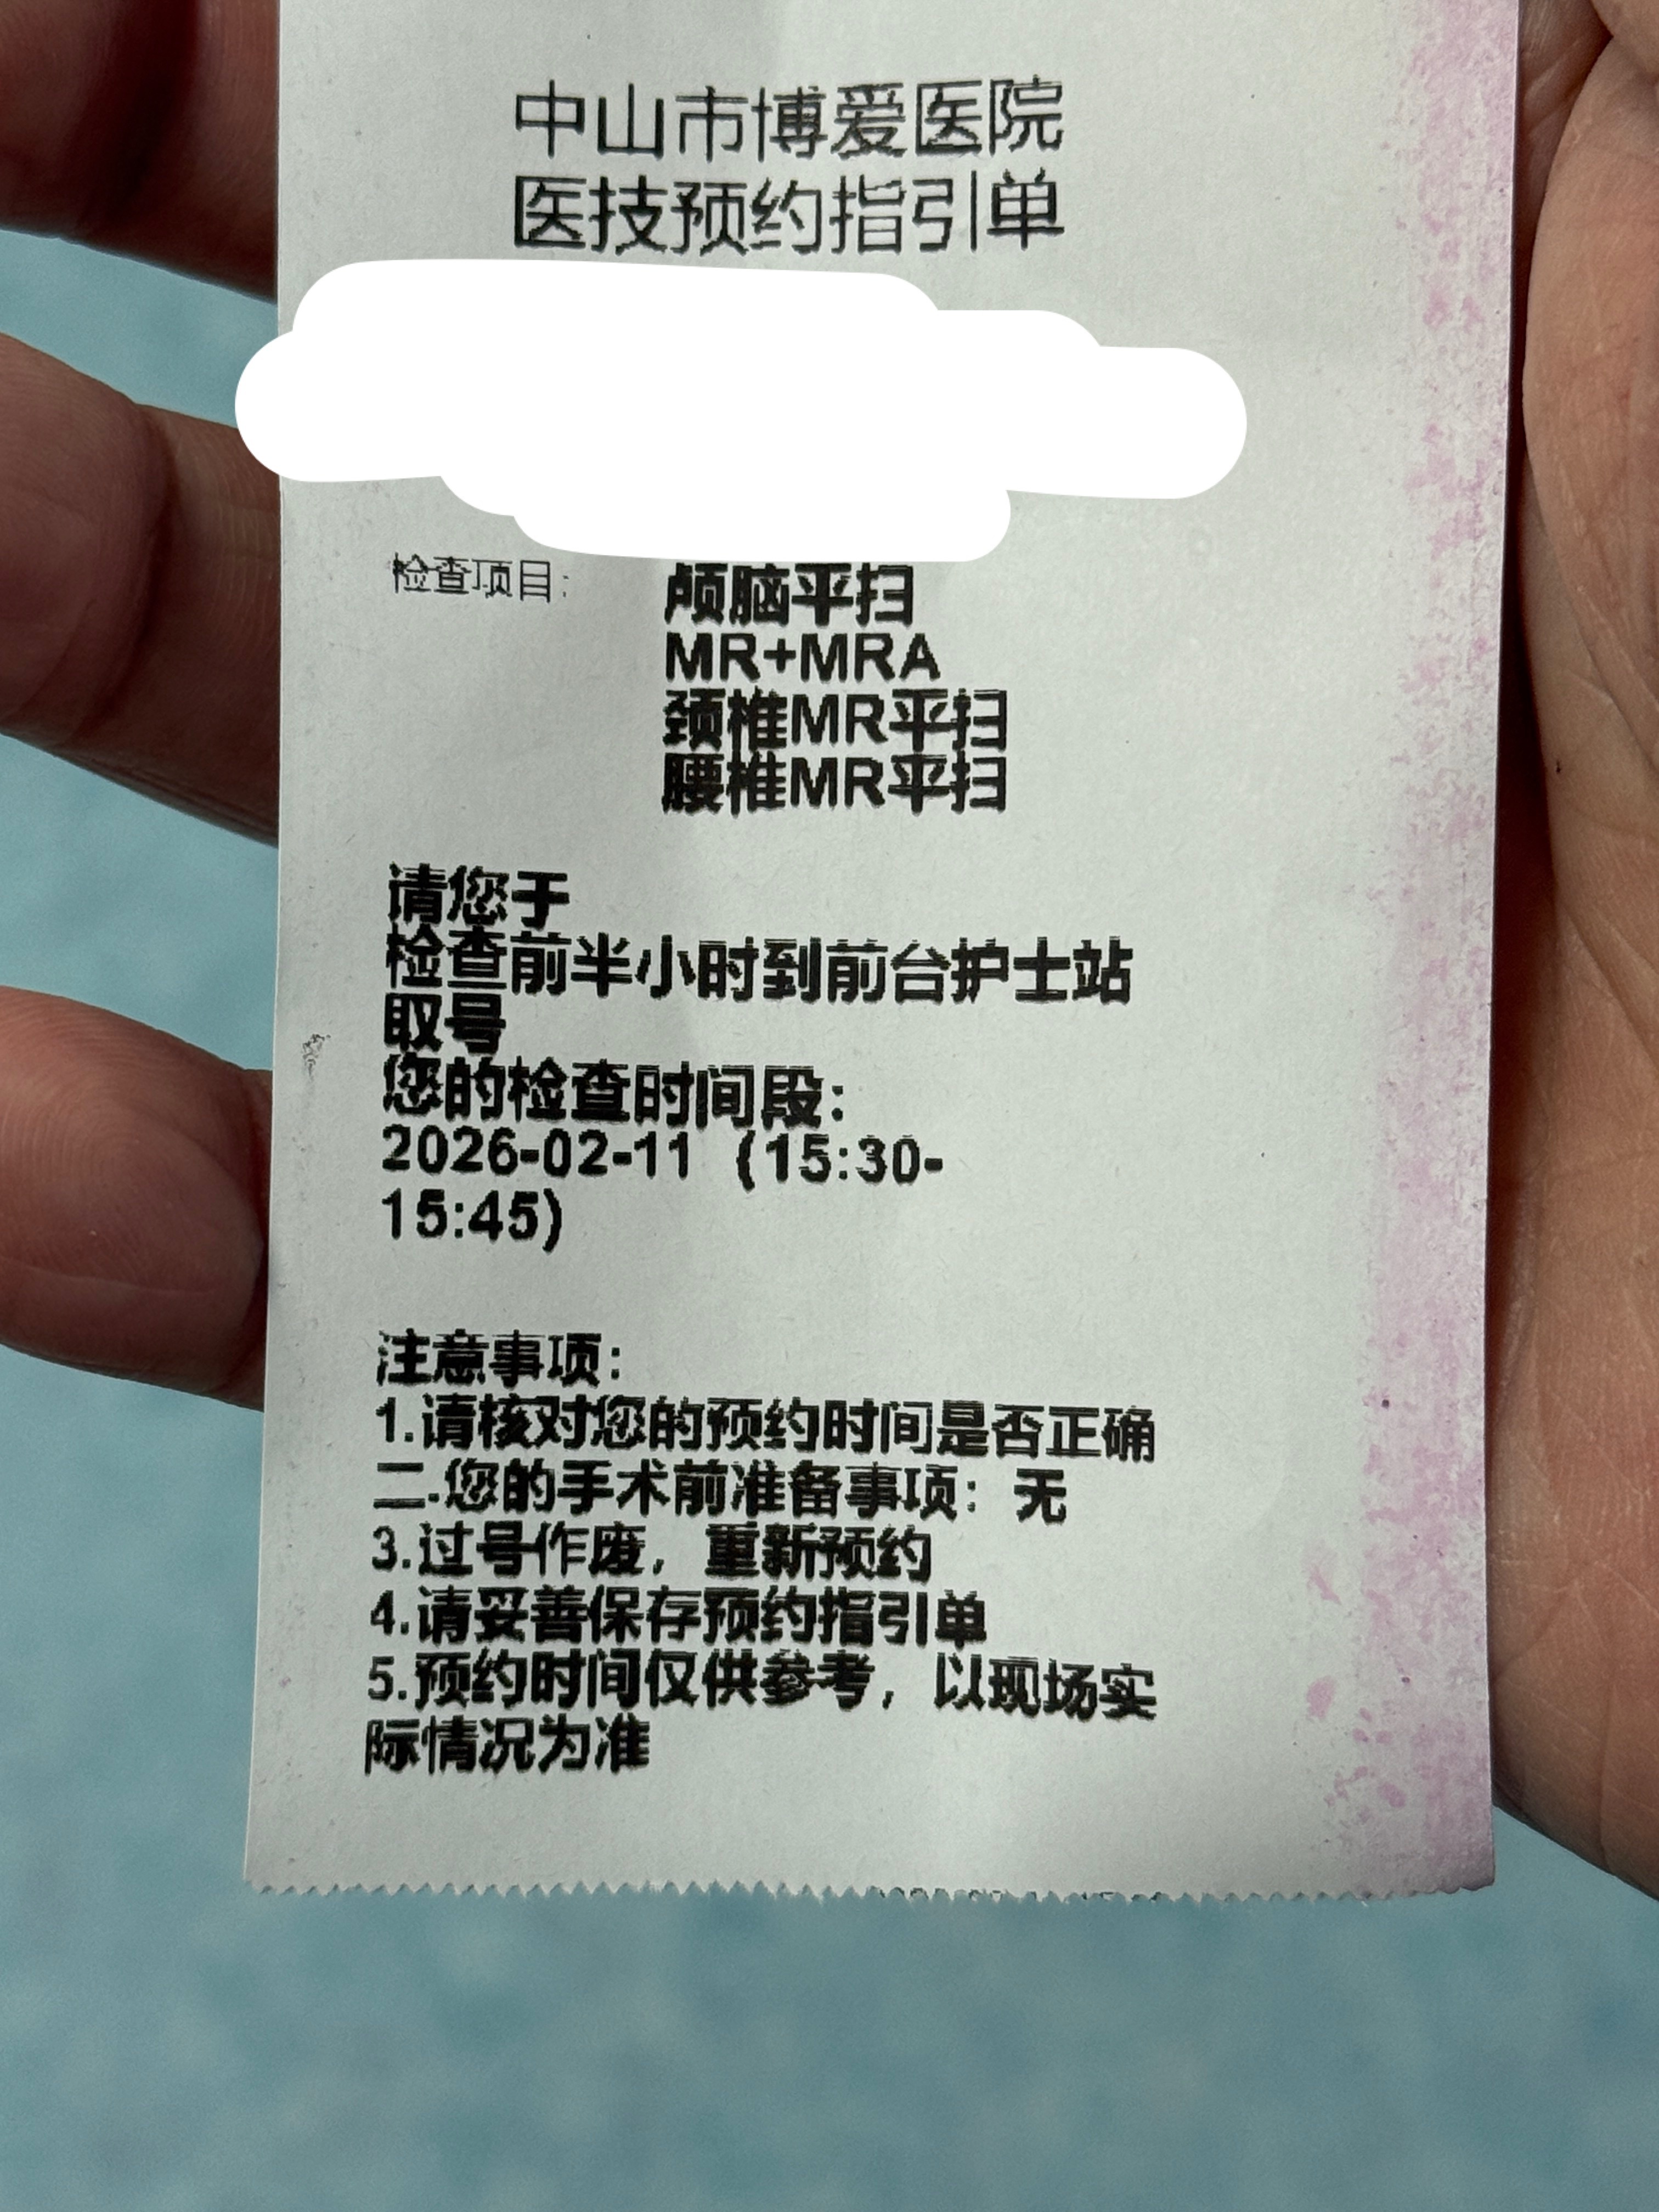 中山市博爱医院
医技预约指引单
检查项目: 颅脑平扫
MR+MRA
颈椎MR平扫
腰椎MR平扫
请您于
检查前半小时到前台护士站
取号
您的检查时间段:
2026-02-11 (15:30-
15:45)
注意事项:
1.请核对您的预约时间是否正确
二.您的手术前准备事项: 无
3.过号作废, 重新预约
4.请妥善保存预约指引单
5.预约时间仅供参考, 以现场实
际情况为准